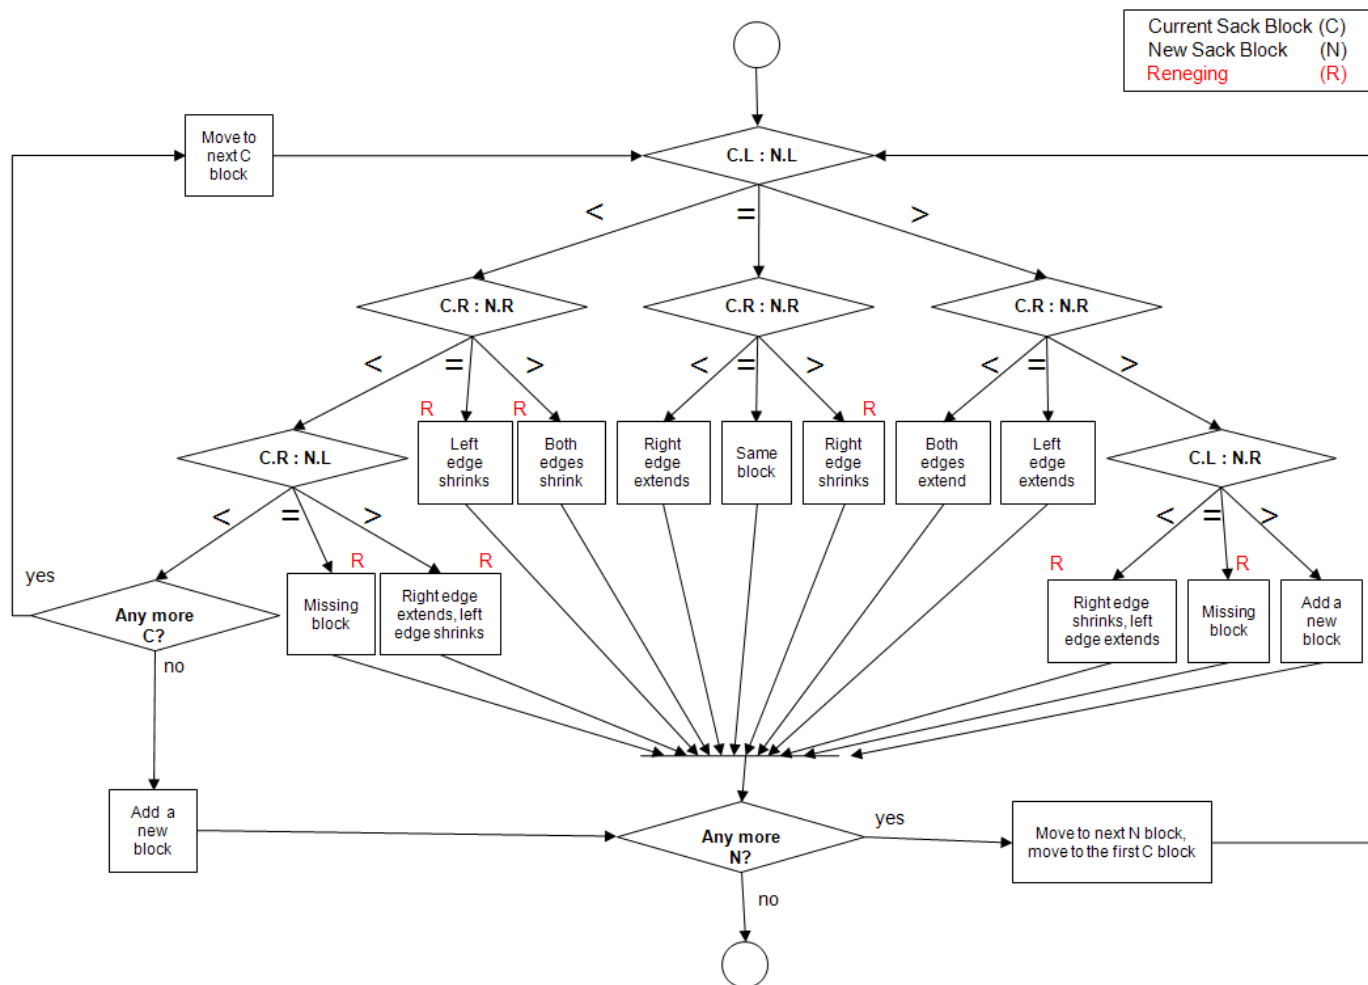 Current Sack Block (C)
New Sack Block (N)
Reneging (R)
Move to
next C
block
C.L : N.L
<
=
>
C.R : N.R
C.R : N.R
C.R : N.R
<
=
>
<
=
>
<
=
>
R
R
R
Left
edge
shrinks
Both
edges
shrink
Right
edge
extends
Same
block
Right
edge
shrinks
Both
edges
extend
Left
edge
extends
C.R : N.L
C.L : N.R
<
=
>
<
=
>
R
R
R
R
yes
Any more
C?
no
Missing
block
Right edge
extends, left
edge shrinks
Right edge
shrinks, left
edge extends
Missing
block
Add a
new
block
Add a
new
block
Any more
N?
yes
no
Move to next N block,
move to the first C block